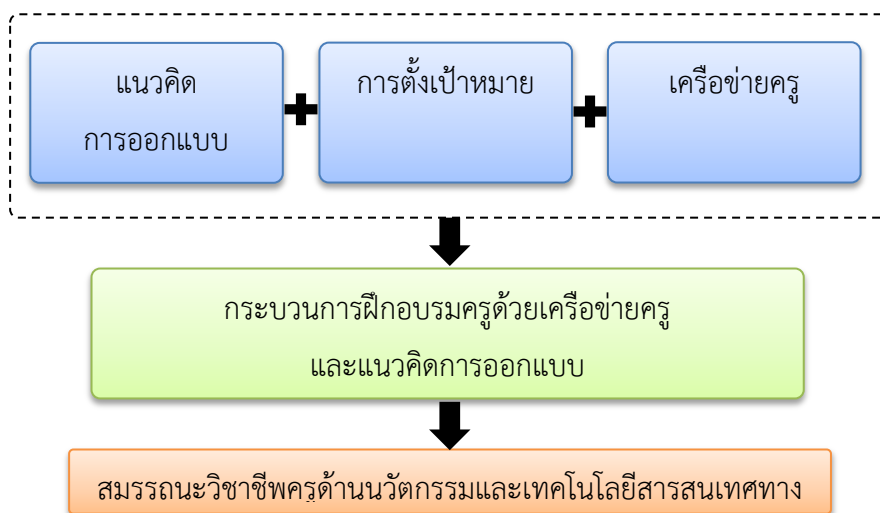 แนวคิด
การออกแบบ
การตั้งเป้าหมาย
เครือข่ายครู
กระบวนการฝึกอบรมครูด้วยเครือข่ายครู
และแนวคิดการออกแบบ
สมรรถนะวิชาชีพครูด้านนวัตกรรมและเทคโนโลยีสารสนเทศทาง